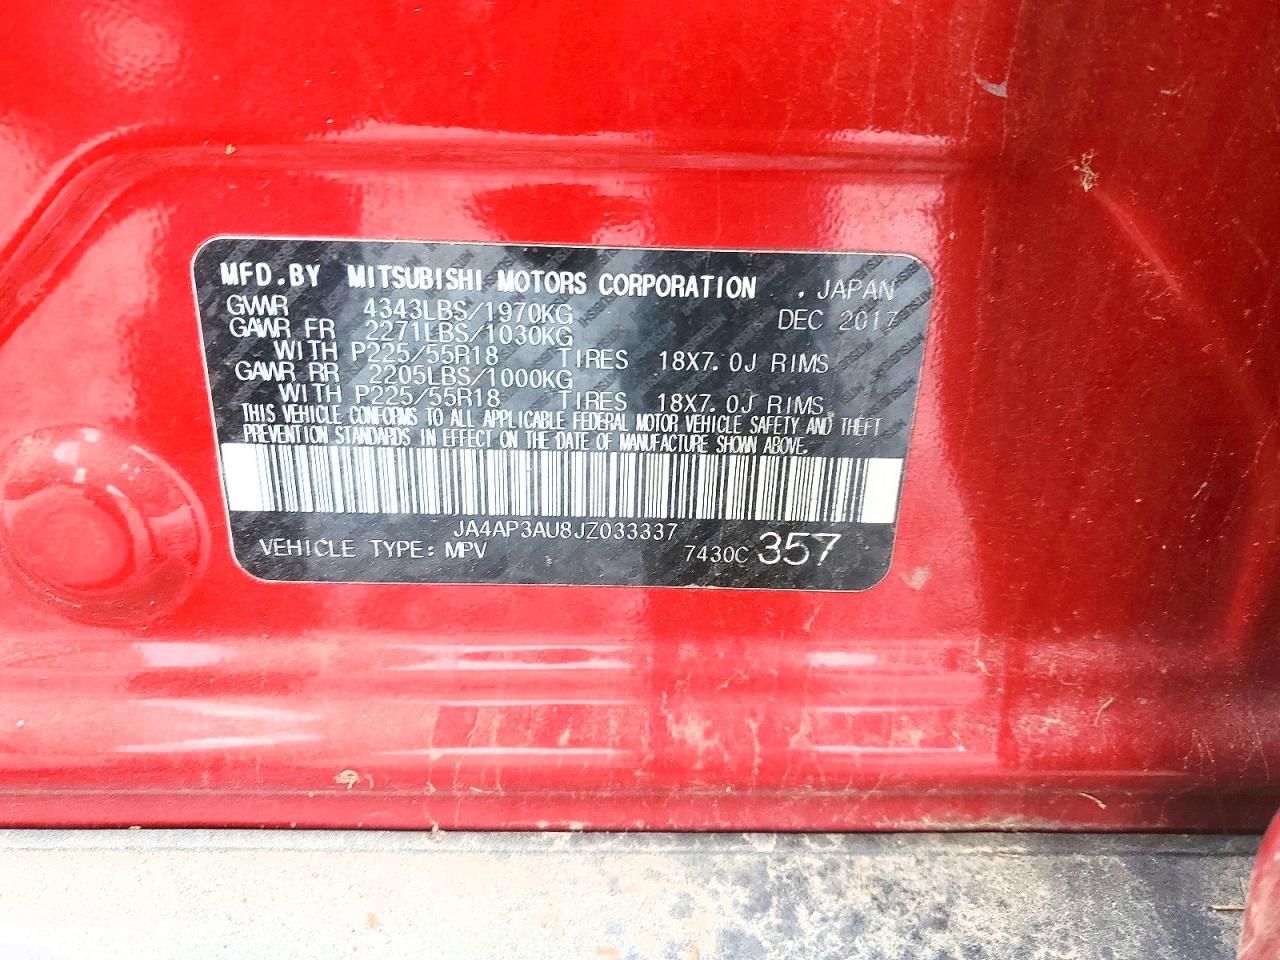 MFD.BY MITSUBISHI MOTORS CORPORATION , JAPAN
GVWR 4343LBS/1970KG DEC 2017
GAWR FR 2271LBS/1030KG
WITH P225/55R18 TIRES 18X7.0J RIMS
GAWR RR 2205LBS/1000KG
WITH P225/55R18 TIRES 18X7.0J RIMS
THIS VEHICLE CONFORMS TO ALL APPLICABLE FEDERAL MOTOR VEHICLE SAFETY AND THEFT
PREVENTION STANDARDS IN EFFECT ON THE DATE OF MANUFACTURE SHOWN ABOVE.
JA4AP3AU8JZ033337
VEHICLE TYPE: MPV 7430C 357